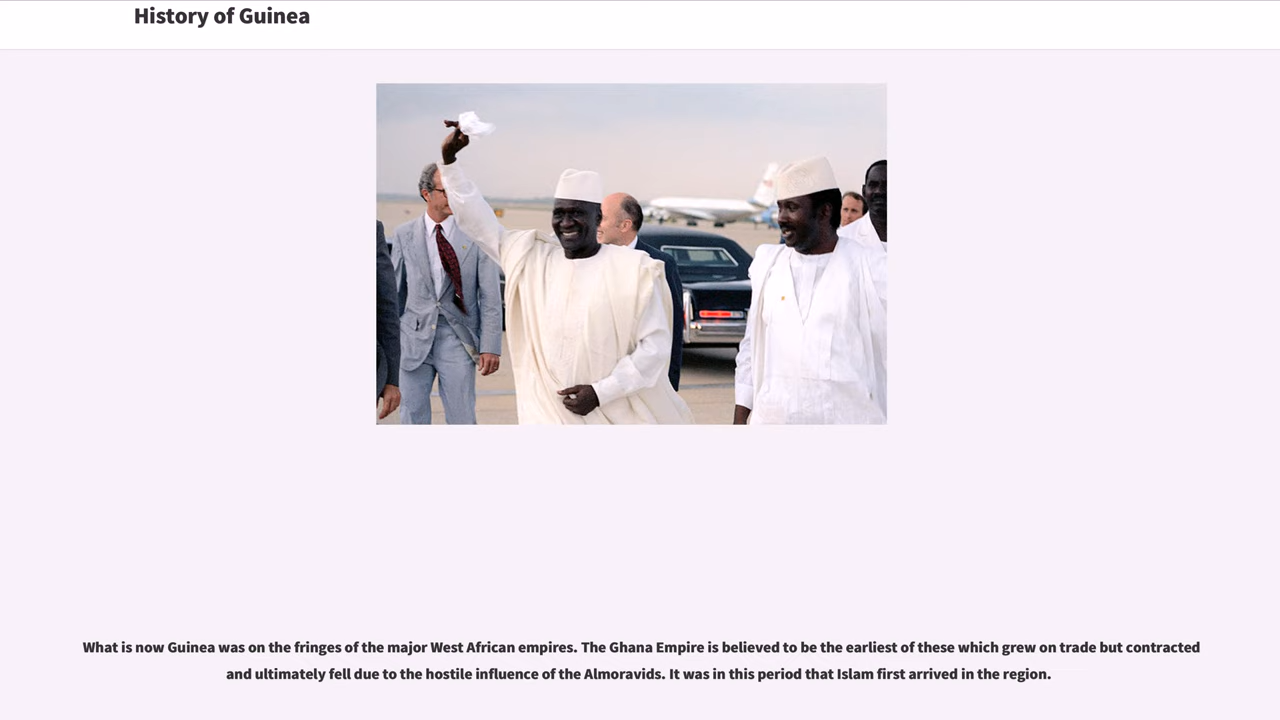 History of Guinea
What is now Guinea was on the fringes of the major West African empires. The Ghana Empire is believed to be the earliest of these which grew on trade but contracted
and ultimately fell due to the hostile influence of the Almoravids. It was in this period that Islam first arrived in the region.